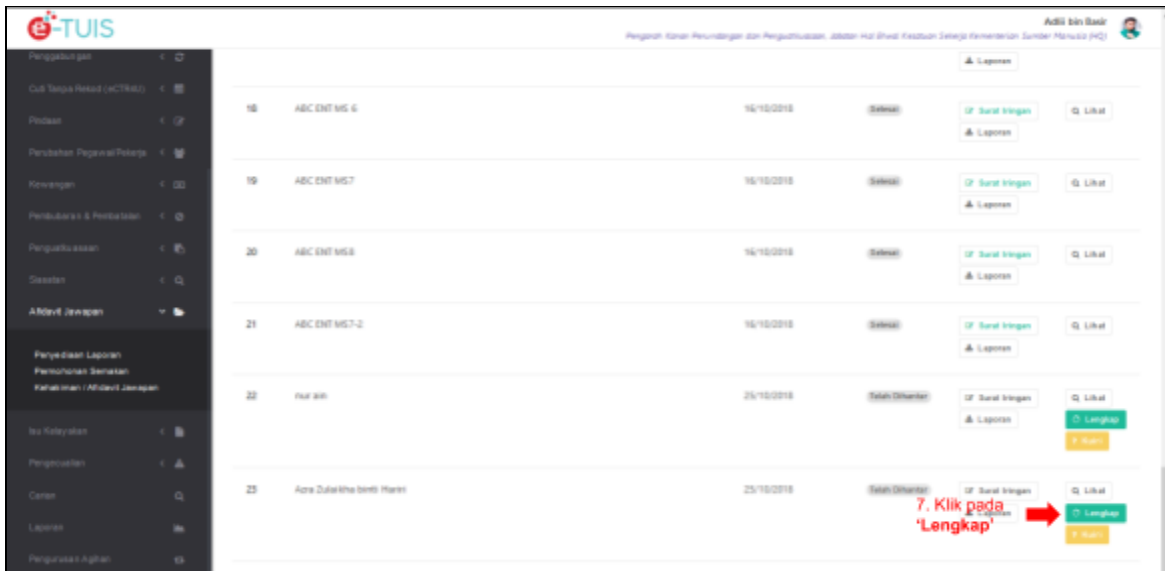 e-TUIS
Adlii bin Basir
Pengarah Kanan Perundangan dan Penguatkuasaan, Jabatan Hal Ehwal Kesatuan Sekerja Kementerian Sumber Manusia (HQ)
Penggabungan
Cuti Tanpa Rekod (eCTR4U)
Pindaan
Perubahan Pegawai/Pekerja
Kewangan
Pembubaran & Pembatalan
Penguatkuasaan
Siasatan
Afidavit Jawapan
Penyediaan Laporan
Permohonan Semakan
Kehakiman / Afidavit Jawapan
Isu Kelayakan
Pengecualian
Carian
Laporan
Pengurusan Agihan
Laporan
18 ABC ENT MS 6 16/10/2018 Selesai Surat Iringan Lihat
Laporan
19 ABC ENT MS7 16/10/2018 Selesai Surat Iringan Lihat
Laporan
20 ABC ENT MS8 16/10/2018 Selesai Surat Iringan Lihat
Laporan
21 ABC ENT MS7-2 16/10/2018 Selesai Surat Iringan Lihat
Laporan
22 nur ain 25/10/2018 Telah Dihantar Surat Iringan Lihat
Laporan Lengkap
Kuiri
23 Azra Zulaikha binti Harini 25/10/2018 Telah Dihantar Surat Iringan Lihat
Laporan Lengkap
Kuiri
7. Klik pada
'Lengkap'